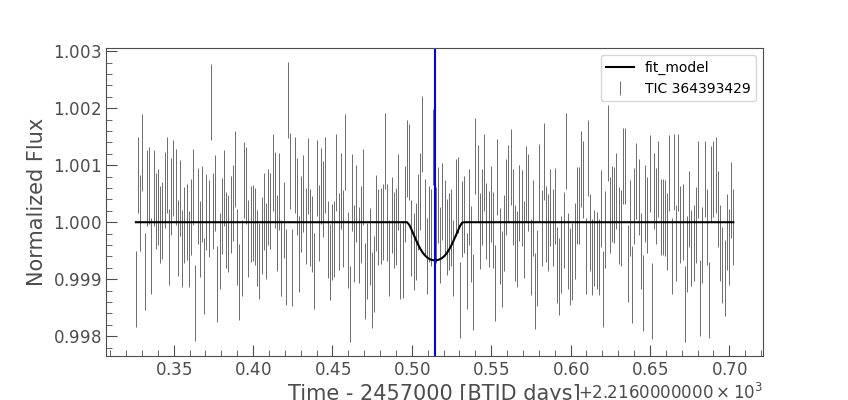 1.003
1.002
1.001
1.000
0.999
0.998
Normalized Flux
fit_model
TIC 364393429
0.35 0.40 0.45 0.50 0.55 0.60 0.65 0.70
Time - 2457000 [BTJD days]
+2.2160000000 × 10³